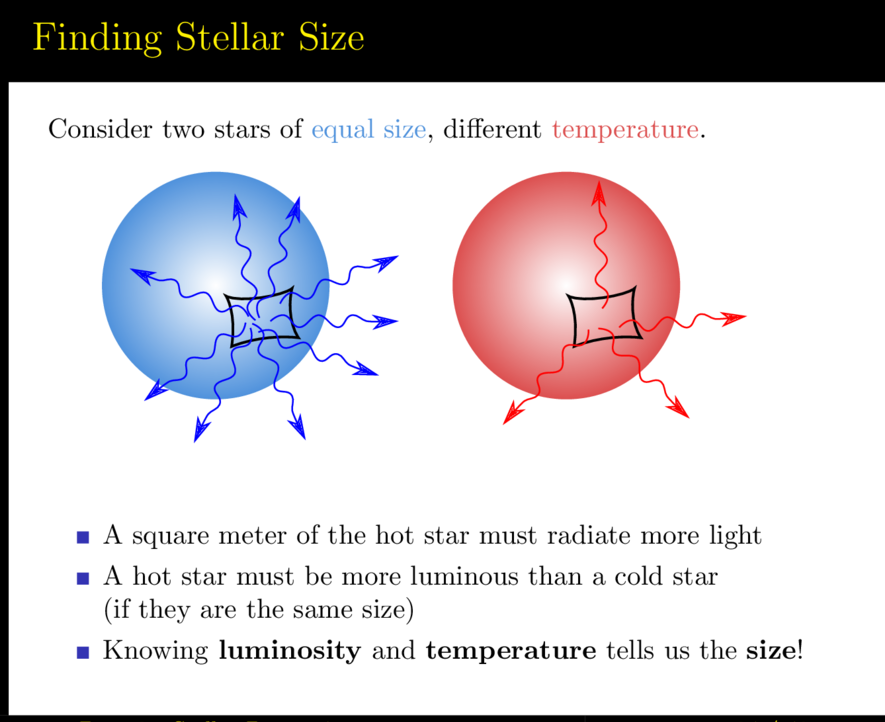 Finding Stellar Size
Consider two stars of equal size, different temperature.
A square meter of the hot star must radiate more light
A hot star must be more luminous than a cold star
(if they are the same size)
Knowing luminosity and temperature tells us the size!